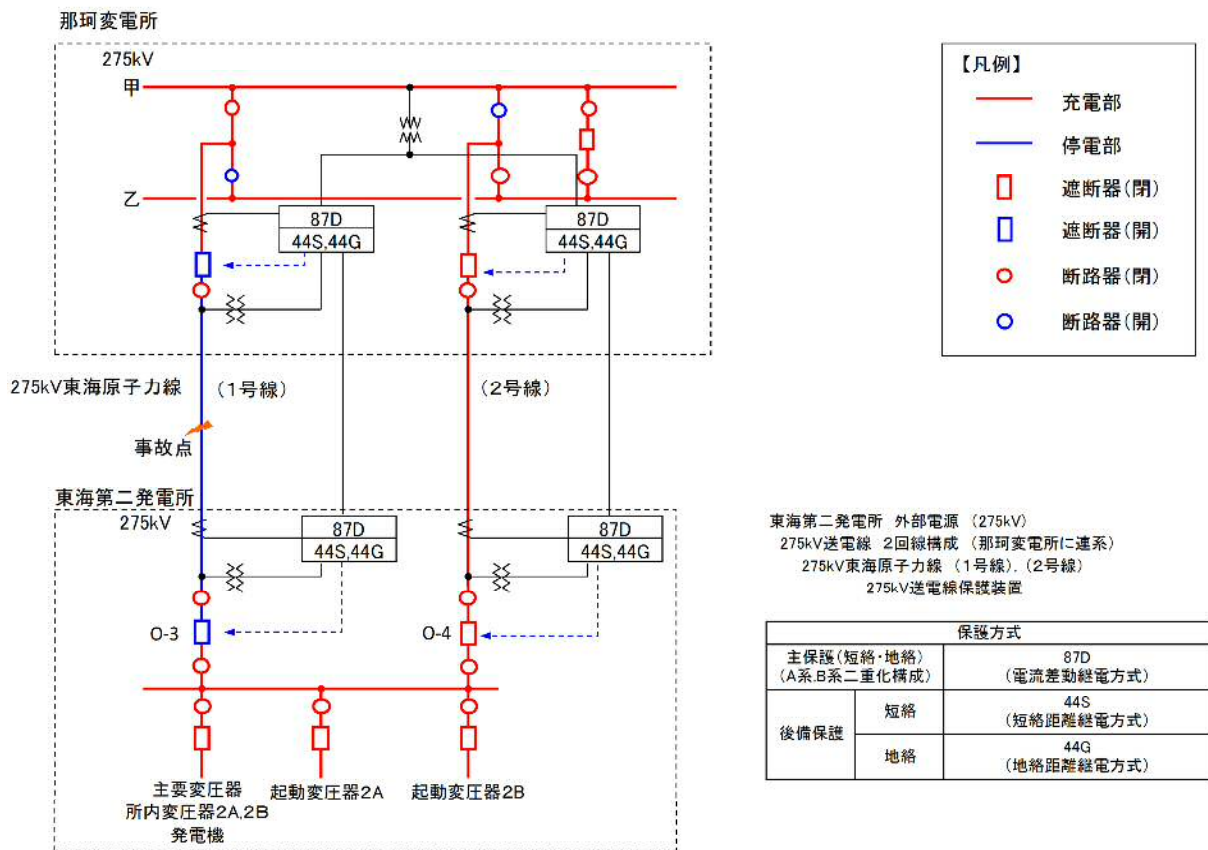 那珂変電所
275kV
甲
乙
87D
44S,44G
87D
44S,44G
275kV東海原子力線
(1号線)
(2号線)
事故点
東海第二発電所
275kV
87D
44S,44G
87D
44S,44G
O-3
O-4
主要変圧器
所内変圧器2A,2B
発電機
起動変圧器2A
起動変圧器2B
【凡例】
充電部
停電部
遮断器(閉)
遮断器(開)
断路器(閉)
断路器(開)
東海第二発電所 外部電源 (275kV)
275kV送電線 2回線構成 (那珂変電所に連系)
275kV東海原子力線 (1号線),(2号線)
275kV送電線保護装置
保護方式
主保護(短絡・地絡)
(A系,B系二重化構成)
87D
(電流差動継電方式)
後備保護
短絡
44S
(短絡距離継電方式)
地絡
44G
(地絡距離継電方式)